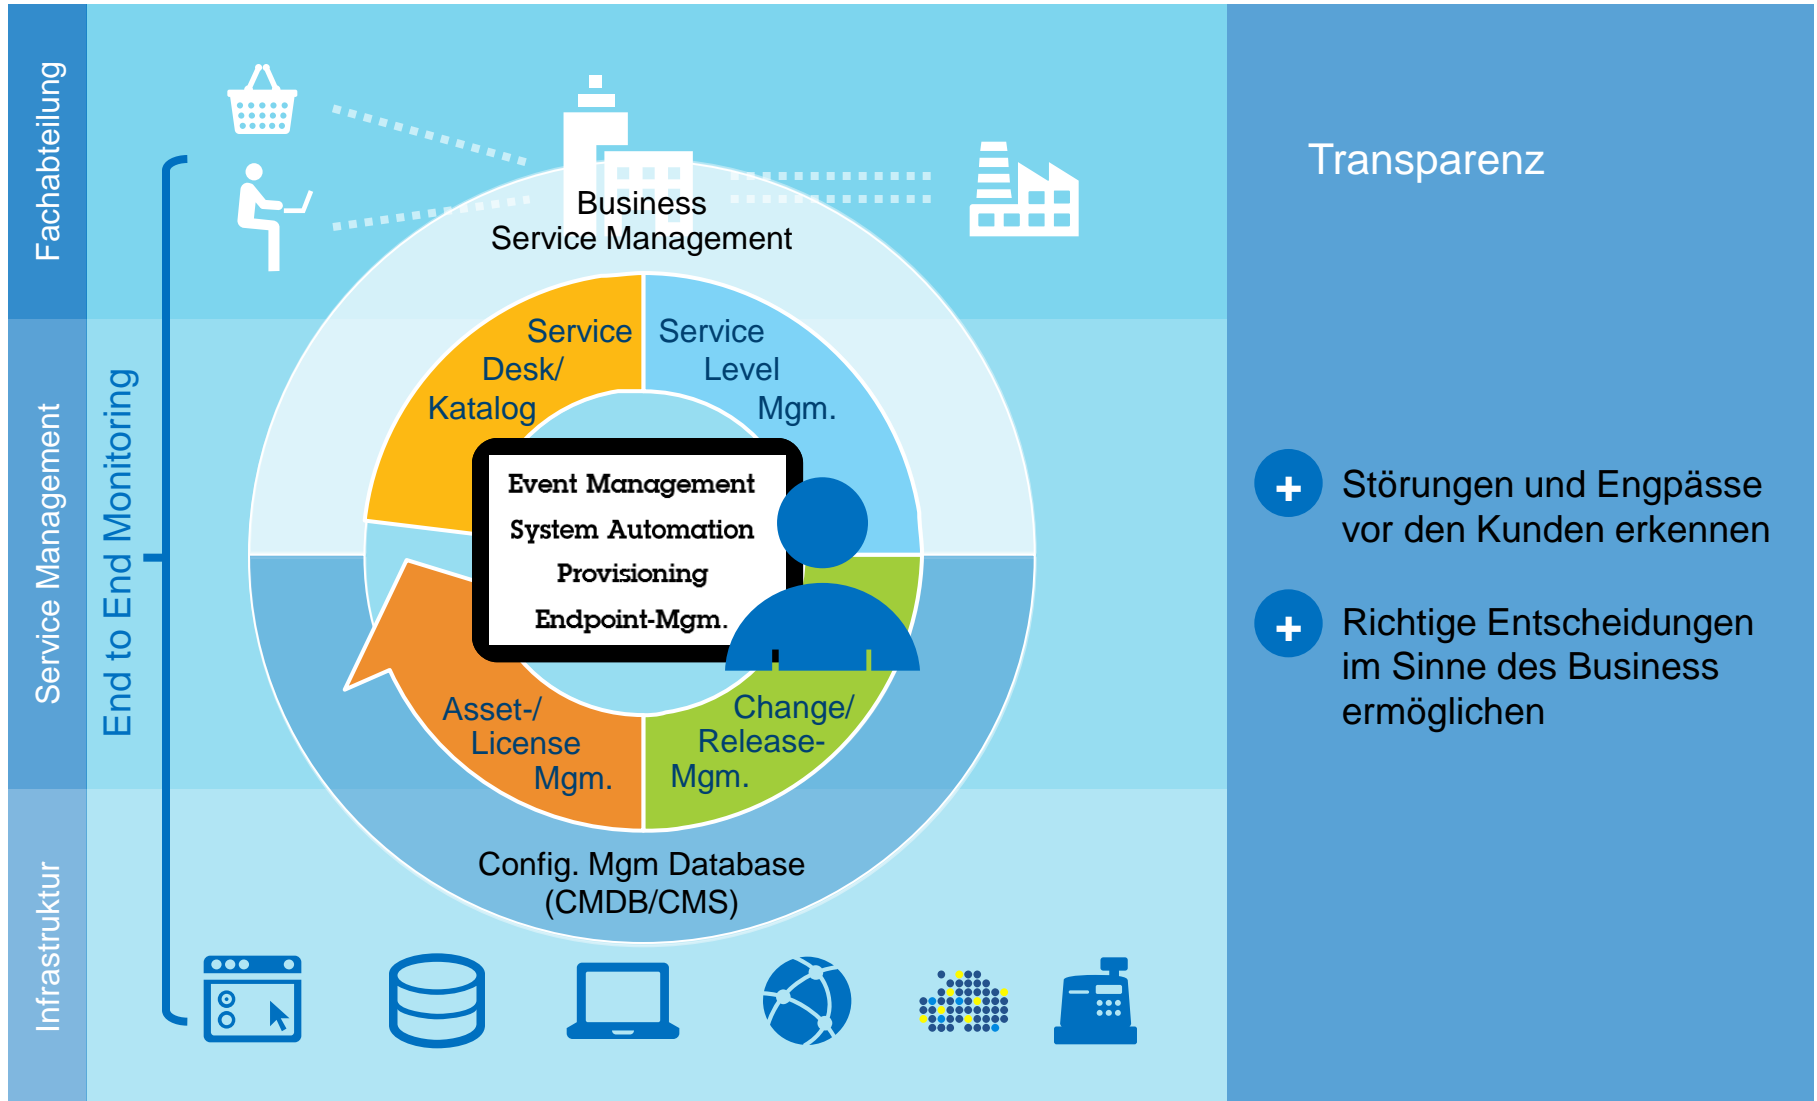 Fachabteilung
Service Management
Infrastruktur
End to End Monitoring
Business
Service Management
Service
Desk/
Katalog
Service
Level
Mgm.
Event Management
System Automation
Provisioning
Endpoint-Mgm.
Asset-/
License
Mgm.
Change/
Release-
Mgm.
Config. Mgm Database
(CMDB/CMS)
Transparenz
+ Störungen und Engpässe
vor den Kunden erkennen
+ Richtige Entscheidungen
im Sinne des Business
ermöglichen